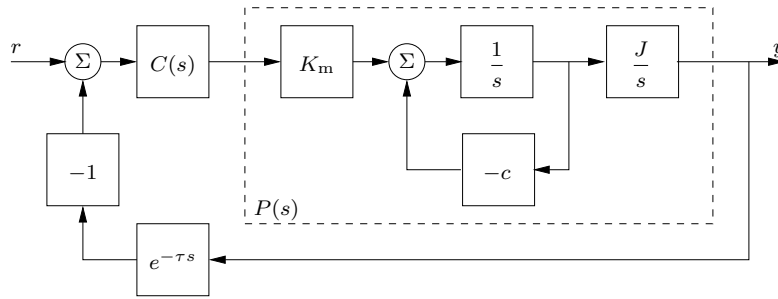 r
Σ
C(s)
K_m
Σ
1/s
J/s
y
-1
-c
P(s)
e^{-τs}